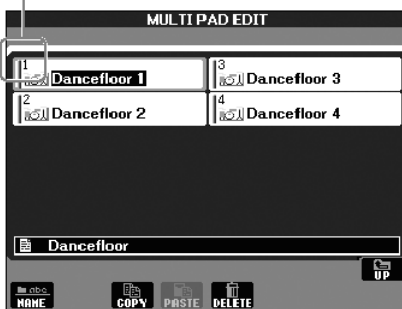 MULTI PAD EDIT
1 Dancefloor 1
3 Dancefloor 3
2 Dancefloor 2
4 Dancefloor 4
Dancefloor
UP
abc
NAME COPY PASTE DELETE